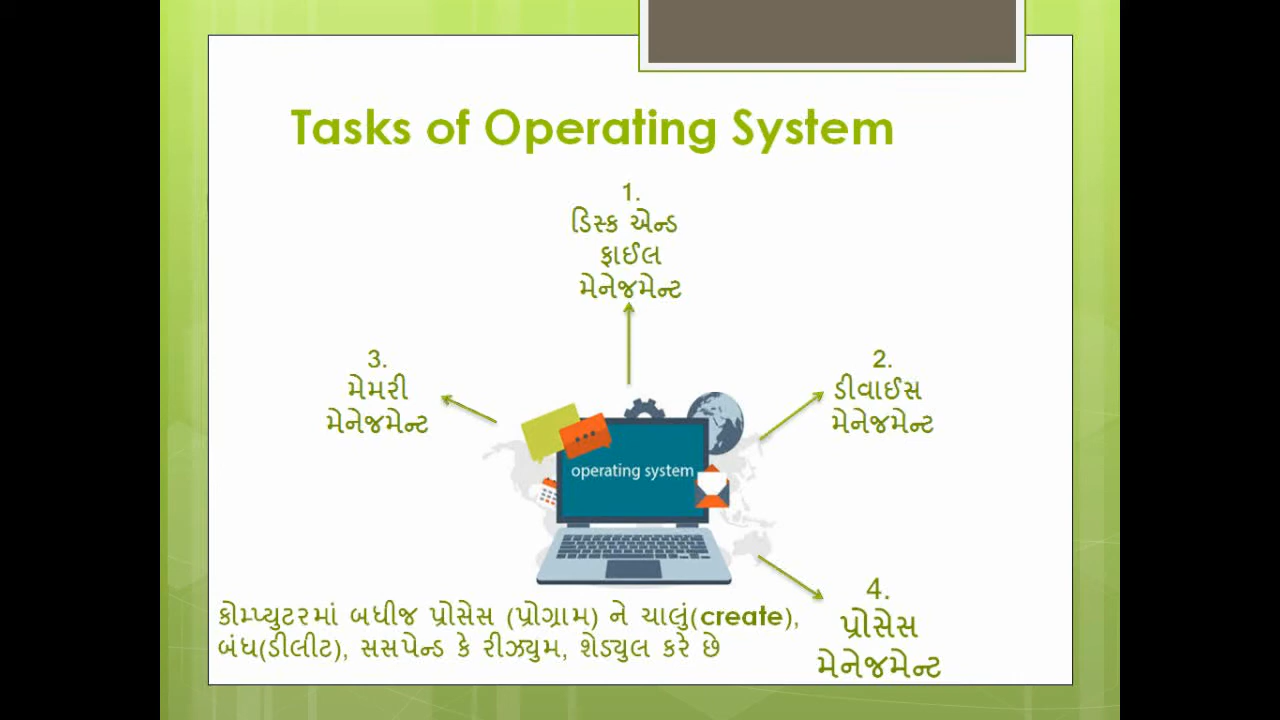 Tasks of Operating System
1.
ડિસ્ક એન્ડ
ફાઈલ
મેનેજમેન્ટ
2.
ડીવાઈસ
મેનેજમેન્ટ
3.
મેમરી
મેનેજમેન્ટ
operating system
4.
પ્રોસેસ
મેનેજમેન્ટ
કોમ્પ્યુટરમાં બધીજ પ્રોસેસ (પ્રોગ્રામ) ને ચાલું(create),
બંધ(ડીલીટ), સસપેન્ડ કે રીઝ્યુમ, શેડ્યુલ કરે છે